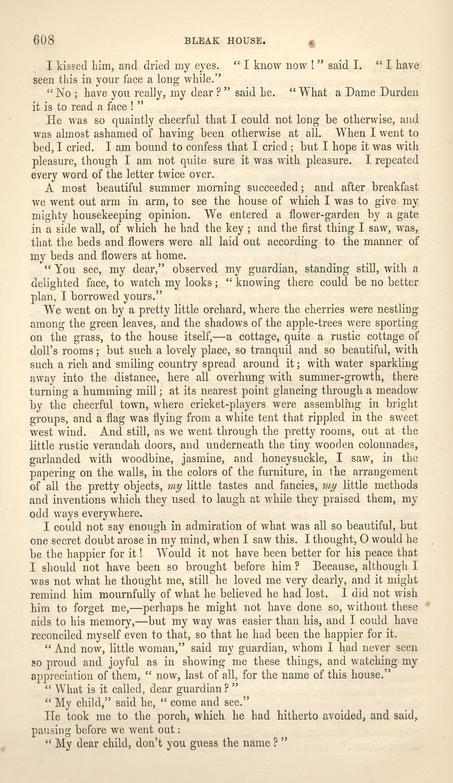 608 BLEAK HOUSE.
I kissed him, and dried my eyes. "I know now!" said I. "I have
seen this in your face a long while."
"No; have you really, my dear?" said he. "What a Dame Durden
it is to read a face!"
He was so quaintly cheerful that I could not long be otherwise, and
was almost ashamed of having been otherwise at all. When I went to
bed, I cried. I am bound to confess that I cried; but I hope it was with
pleasure, though I am not quite sure it was with pleasure. I repeated
every word of the letter twice over.
A most beautiful summer morning succeeded; and after breakfast
we went out arm in arm, to see the house of which I was to give my
mighty housekeeping opinion. We entered a flower-garden by a gate
in a side wall, of which he had the key; and the first thing I saw, was,
that the beds and flowers were all laid out according to the manner of
my beds and flowers at home.
"You see, my dear," observed my guardian, standing still, with a
delighted face, to watch my looks; "knowing there could be no better
plan, I borrowed yours."
We went on by a pretty little orchard, where the cherries were nestling
among the green leaves, and the shadows of the apple-trees were sporting
on the grass, to the house itself,—a cottage, quite a rustic cottage of
doll's rooms; but such a lovely place, so tranquil and so beautiful, with
such a rich and smiling country spread around it; with water sparkling
away into the distance, here all overhung with summer-growth, there
turning a humming mill; at its nearest point glancing through a meadow
by the cheerful town, where cricket-players were assembling in bright
groups, and a flag was flying from a white tent that rippled in the sweet
west wind. And still, as we went through the pretty rooms, out at the
little rustic verandah doors, and underneath the tiny wooden colonnades,
garlanded with woodbine, jasmine, and honeysuckle, I saw, in the
papering on the walls, in the colors of the furniture, in the arrangement
of all the pretty objects, my little tastes and fancies, my little methods
and inventions which they used to laugh at while they praised them, my
odd ways everywhere.
I could not say enough in admiration of what was all so beautiful, but
one secret doubt arose in my mind, when I saw this. I thought, O would he
be the happier for it! Would it not have been better for his peace that
I should not have been so brought before him? Because, although I
was not what he thought me, still he loved me very dearly, and it might
remind him mournfully of what he believed he had lost. I did not wish
him to forget me,—perhaps he might not have done so, without these
aids to his memory,—but my way was easier than his, and I could have
reconciled myself even to that, so that he had been the happier for it.
"And now, little woman," said my guardian, whom I had never seen
so proud and joyful as in showing me these things, and watching my
appreciation of them, "now, last of all, for the name of this house."
"What is it called, dear guardian?"
"My child," said he, "come and see."
He took me to the porch, which he had hitherto avoided, and said,
pausing before we went out:
"My dear child, don't you guess the name?"